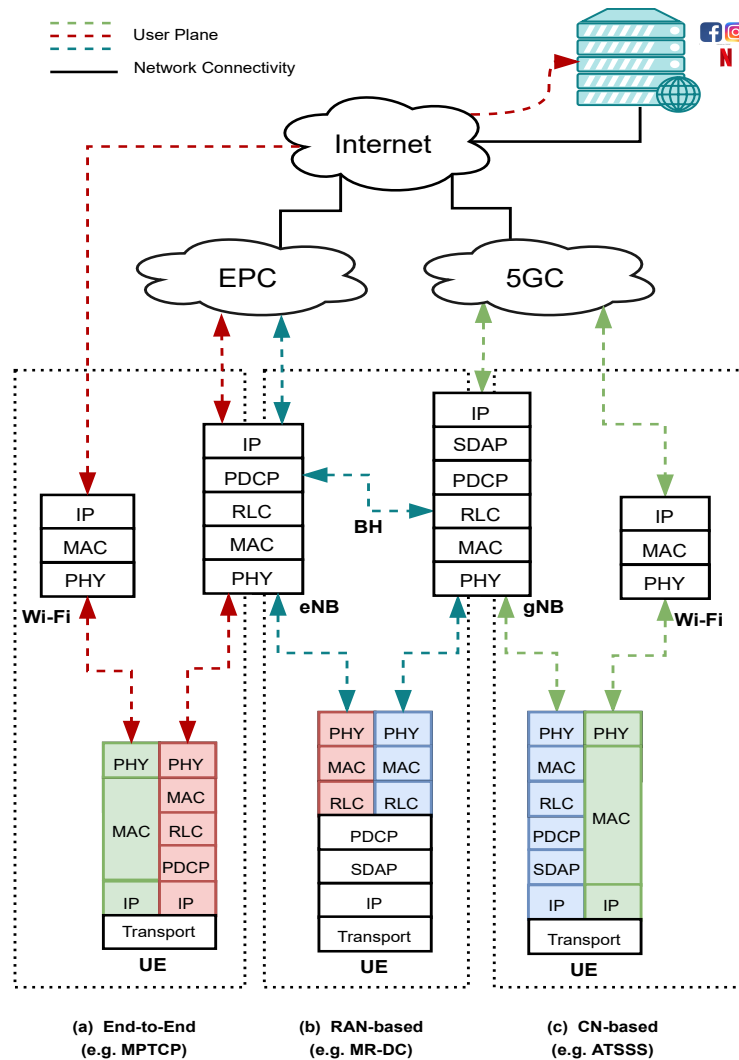 User Plane
Network Connectivity
N
Internet
EPC
5GC
IP
PDCP
RLC
MAC
PHY
eNB
IP
SDAP
PDCP
RLC
MAC
PHY
gNB
BH
IP
MAC
PHY
Wi-Fi
IP
MAC
PHY
Wi-Fi
PHY
MAC
IP
PHY
MAC
RLC
PDCP
IP
Transport
UE
PHY
MAC
RLC
PHY
MAC
RLC
PDCP
SDAP
IP
Transport
UE
PHY
MAC
RLC
PDCP
SDAP
IP
PHY
MAC
IP
Transport
UE
(a) End-to-End
(e.g. MPTCP)
(b) RAN-based
(e.g. MR-DC)
(c) CN-based
(e.g. ATSSS)